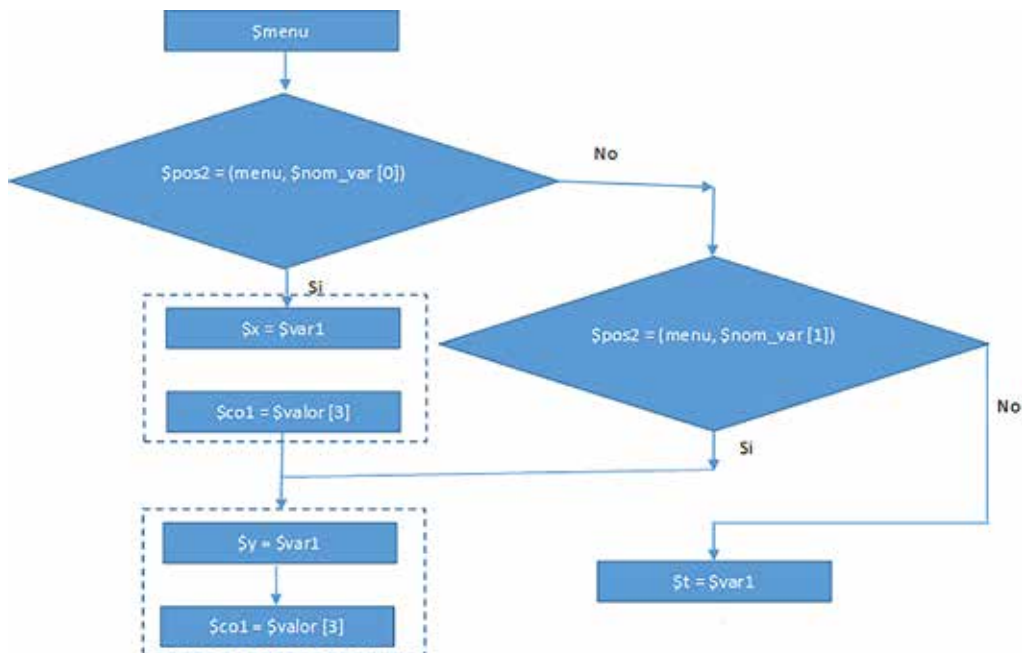 $menu
$pos2 = (menu, $nom_var [0])
No
Si
$x = $var1
$pos2 = (menu, $nom_var [1])
$co1 = $valor [3]
No
Si
$y = $var1
$t = $var1
$co1 = $valor [3]